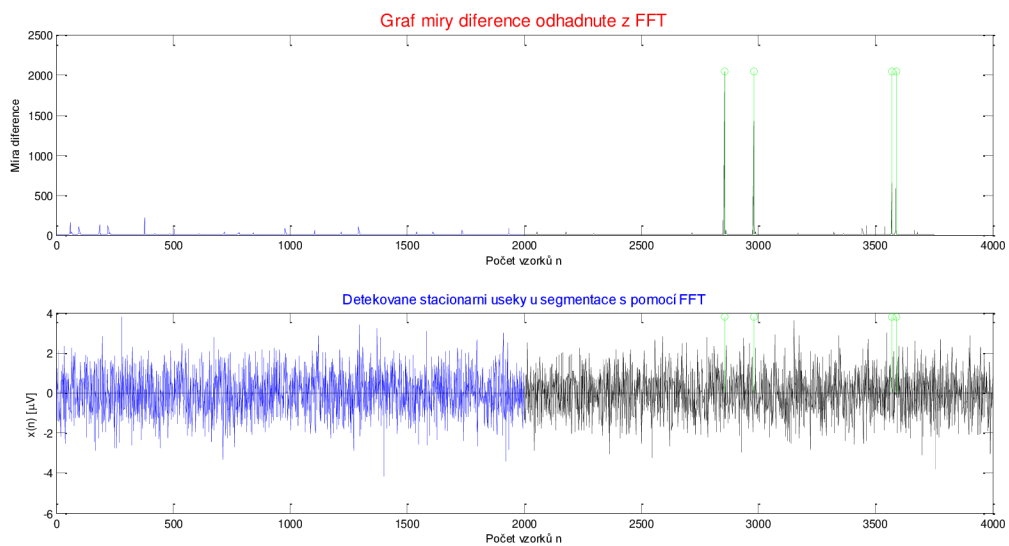 Graf miry diference odhadnute z FFT
2500
2000
1500
1000
500
0
Míra diference
0 500 1000 1500 2000 2500 3000 3500 4000
Počet vzorků n
Detekovane stacionarni useky u segmentace s pomocí FFT
4
2
0
-2
-4
-6
x(n) [µV]
0 500 1000 1500 2000 2500 3000 3500 4000
Počet vzorků n